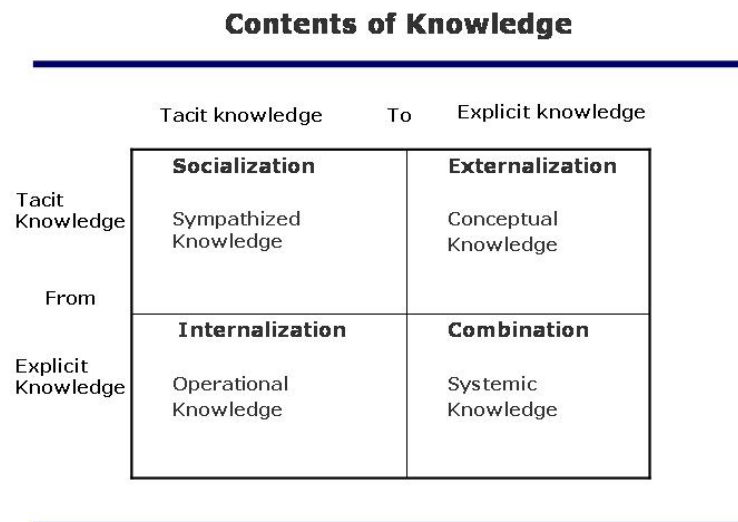 Contents of Knowledge
Tacit knowledge To Explicit knowledge
Tacit
Knowledge
Socialization
Sympathized
Knowledge
Externalization
Conceptual
Knowledge
From
Explicit
Knowledge
Internalization
Operational
Knowledge
Combination
Systemic
Knowledge